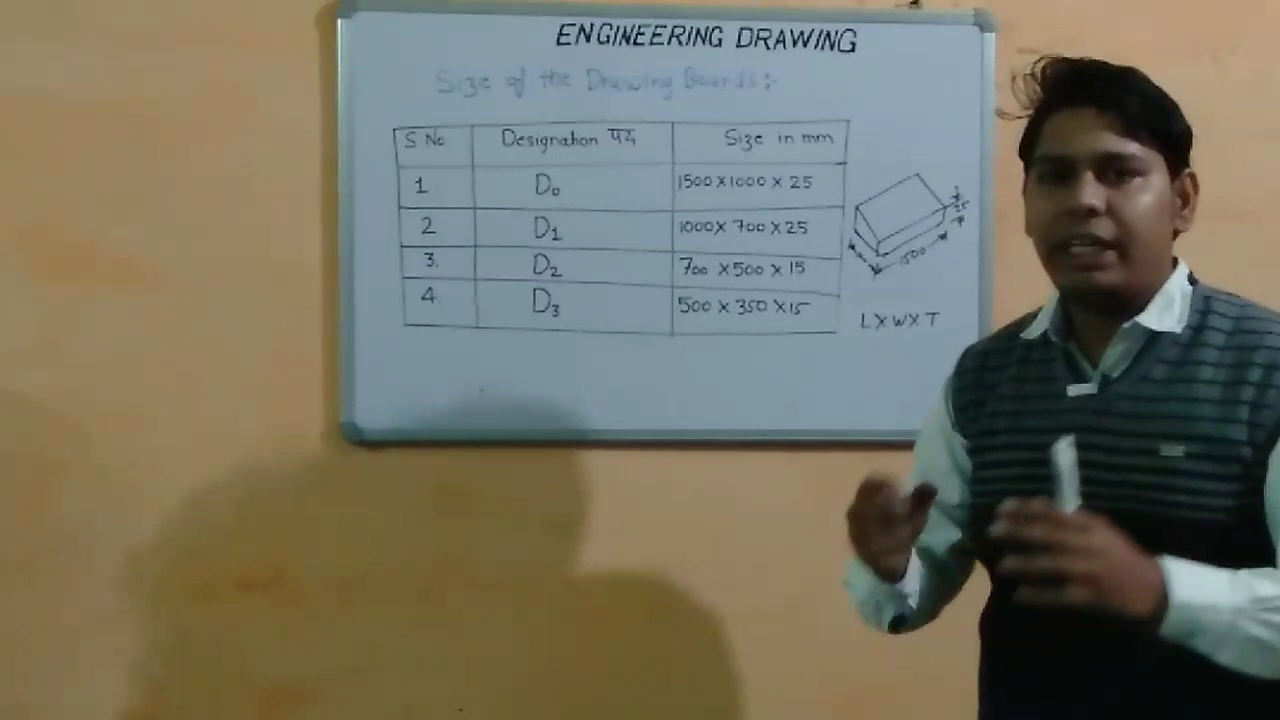 ENGINEERING DRAWING
Size of the Drawing Boards:-
S No Designation पद Size in mm
1 D₀ 1500 X 1000 X 25
2 D₁ 1000 X 700 X 25
3. D₂ 700 X 500 X 15
4. D₃ 500 X 350 X 15
25
1500
L X W X T